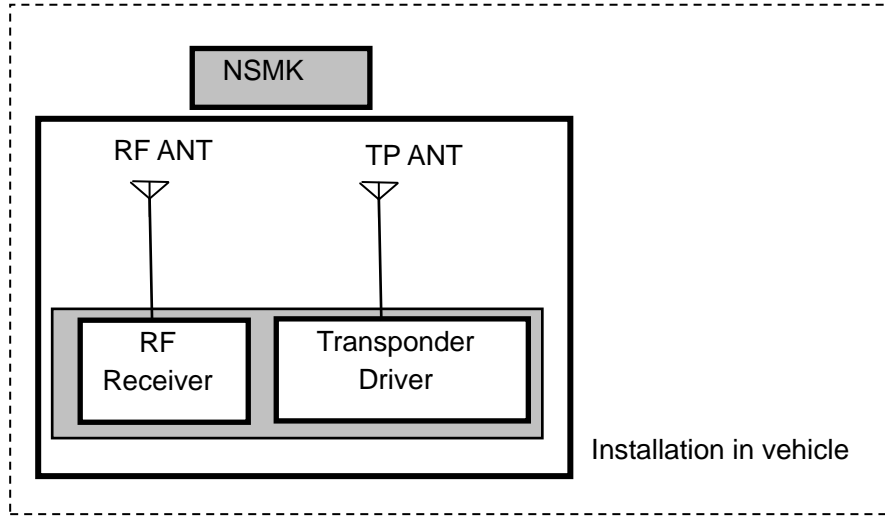 NSMK
RF ANT
TP ANT
RF
Receiver
Transponder
Driver
Installation in vehicle